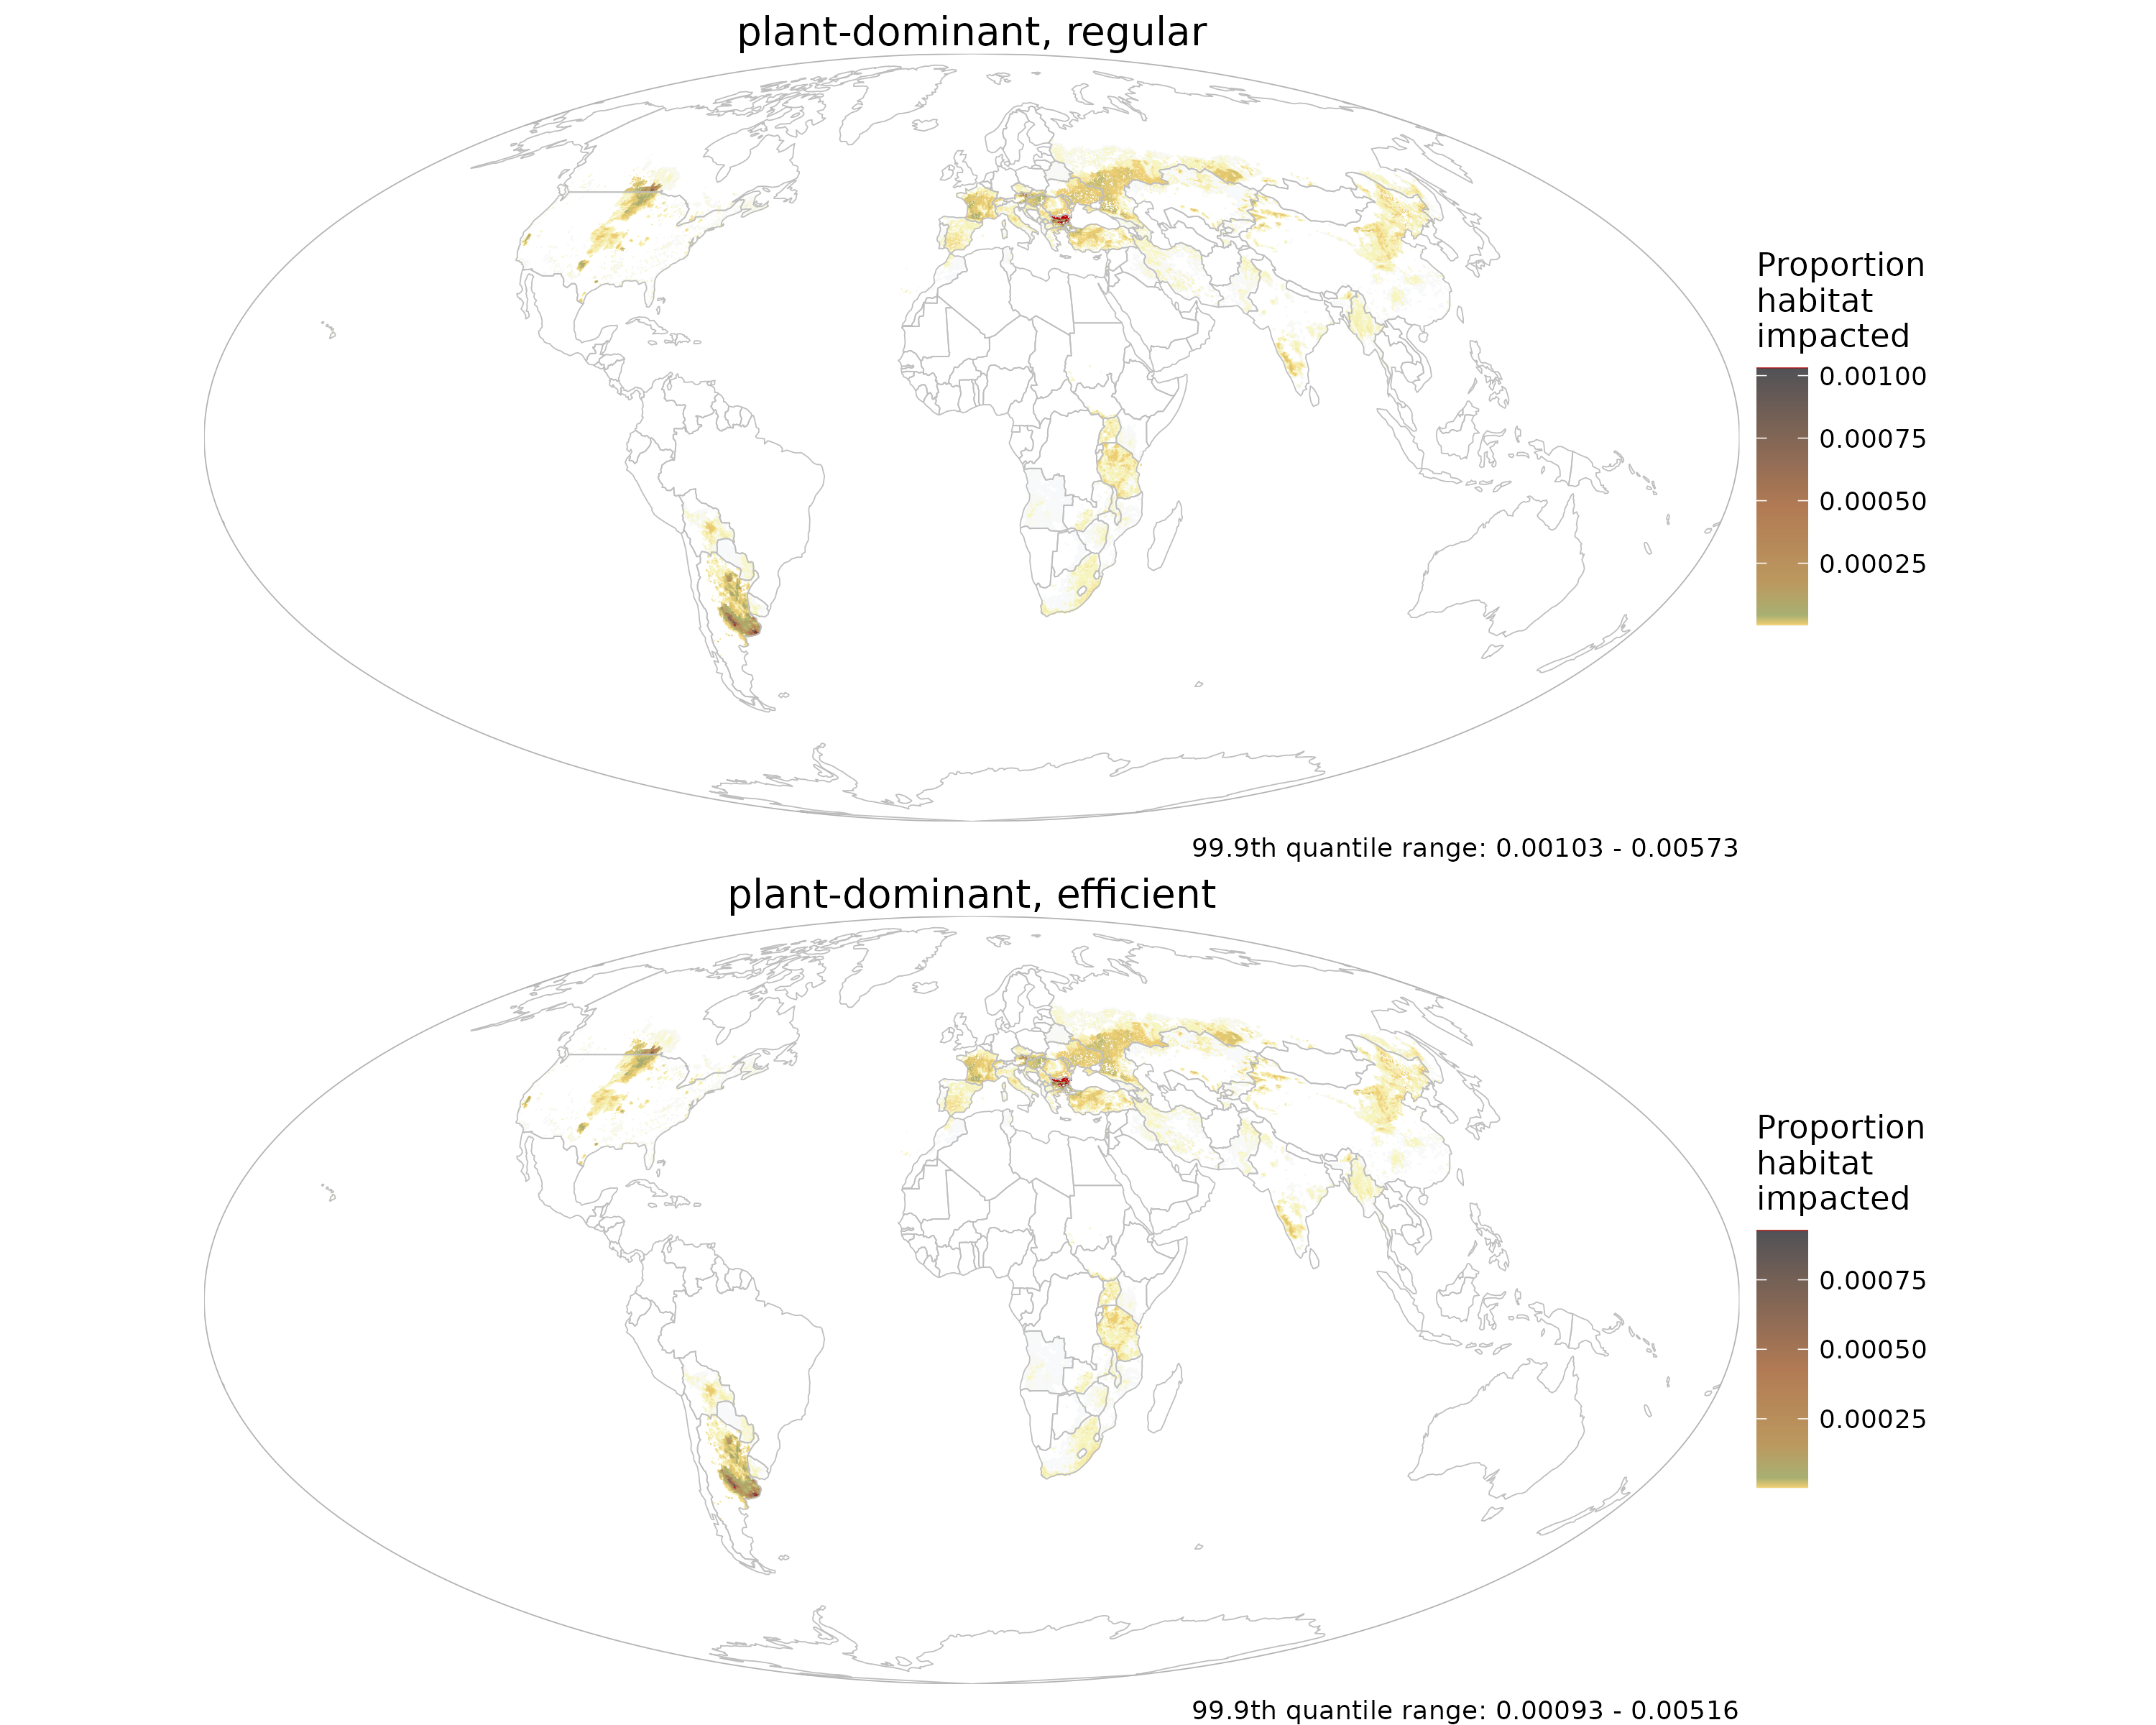 plant-dominant, regular
Proportion
habitat
impacted
0.00100
0.00075
0.00050
0.00025
99.9th quantile range: 0.00103 - 0.00573
plant-dominant, efficient
Proportion
habitat
impacted
0.00075
0.00050
0.00025
99.9th quantile range: 0.00093 - 0.00516